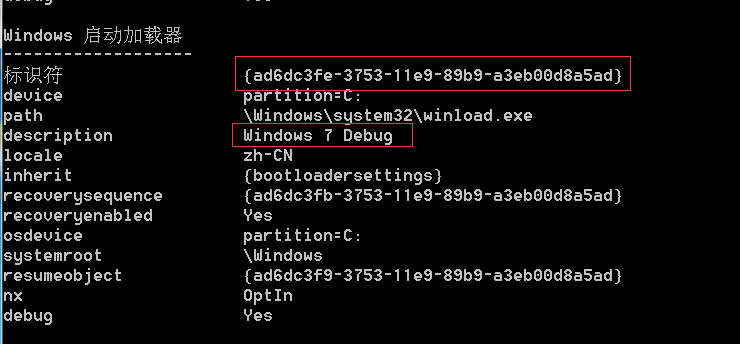 debug Yes
Windows 启动加载器
-------------------
标识符 {ad6dc3fe-3753-11e9-89b9-a3eb00d8a5ad}
device partition=C:
path \Windows\system32\winload.exe
description Windows 7 Debug
locale zh-CN
inherit {bootloadersettings}
recoverysequence {ad6dc3fb-3753-11e9-89b9-a3eb00d8a5ad}
recoveryenabled Yes
osdevice partition=C:
systemroot \Windows
resumeobject {ad6dc3f9-3753-11e9-89b9-a3eb00d8a5ad}
nx OptIn
debug Yes